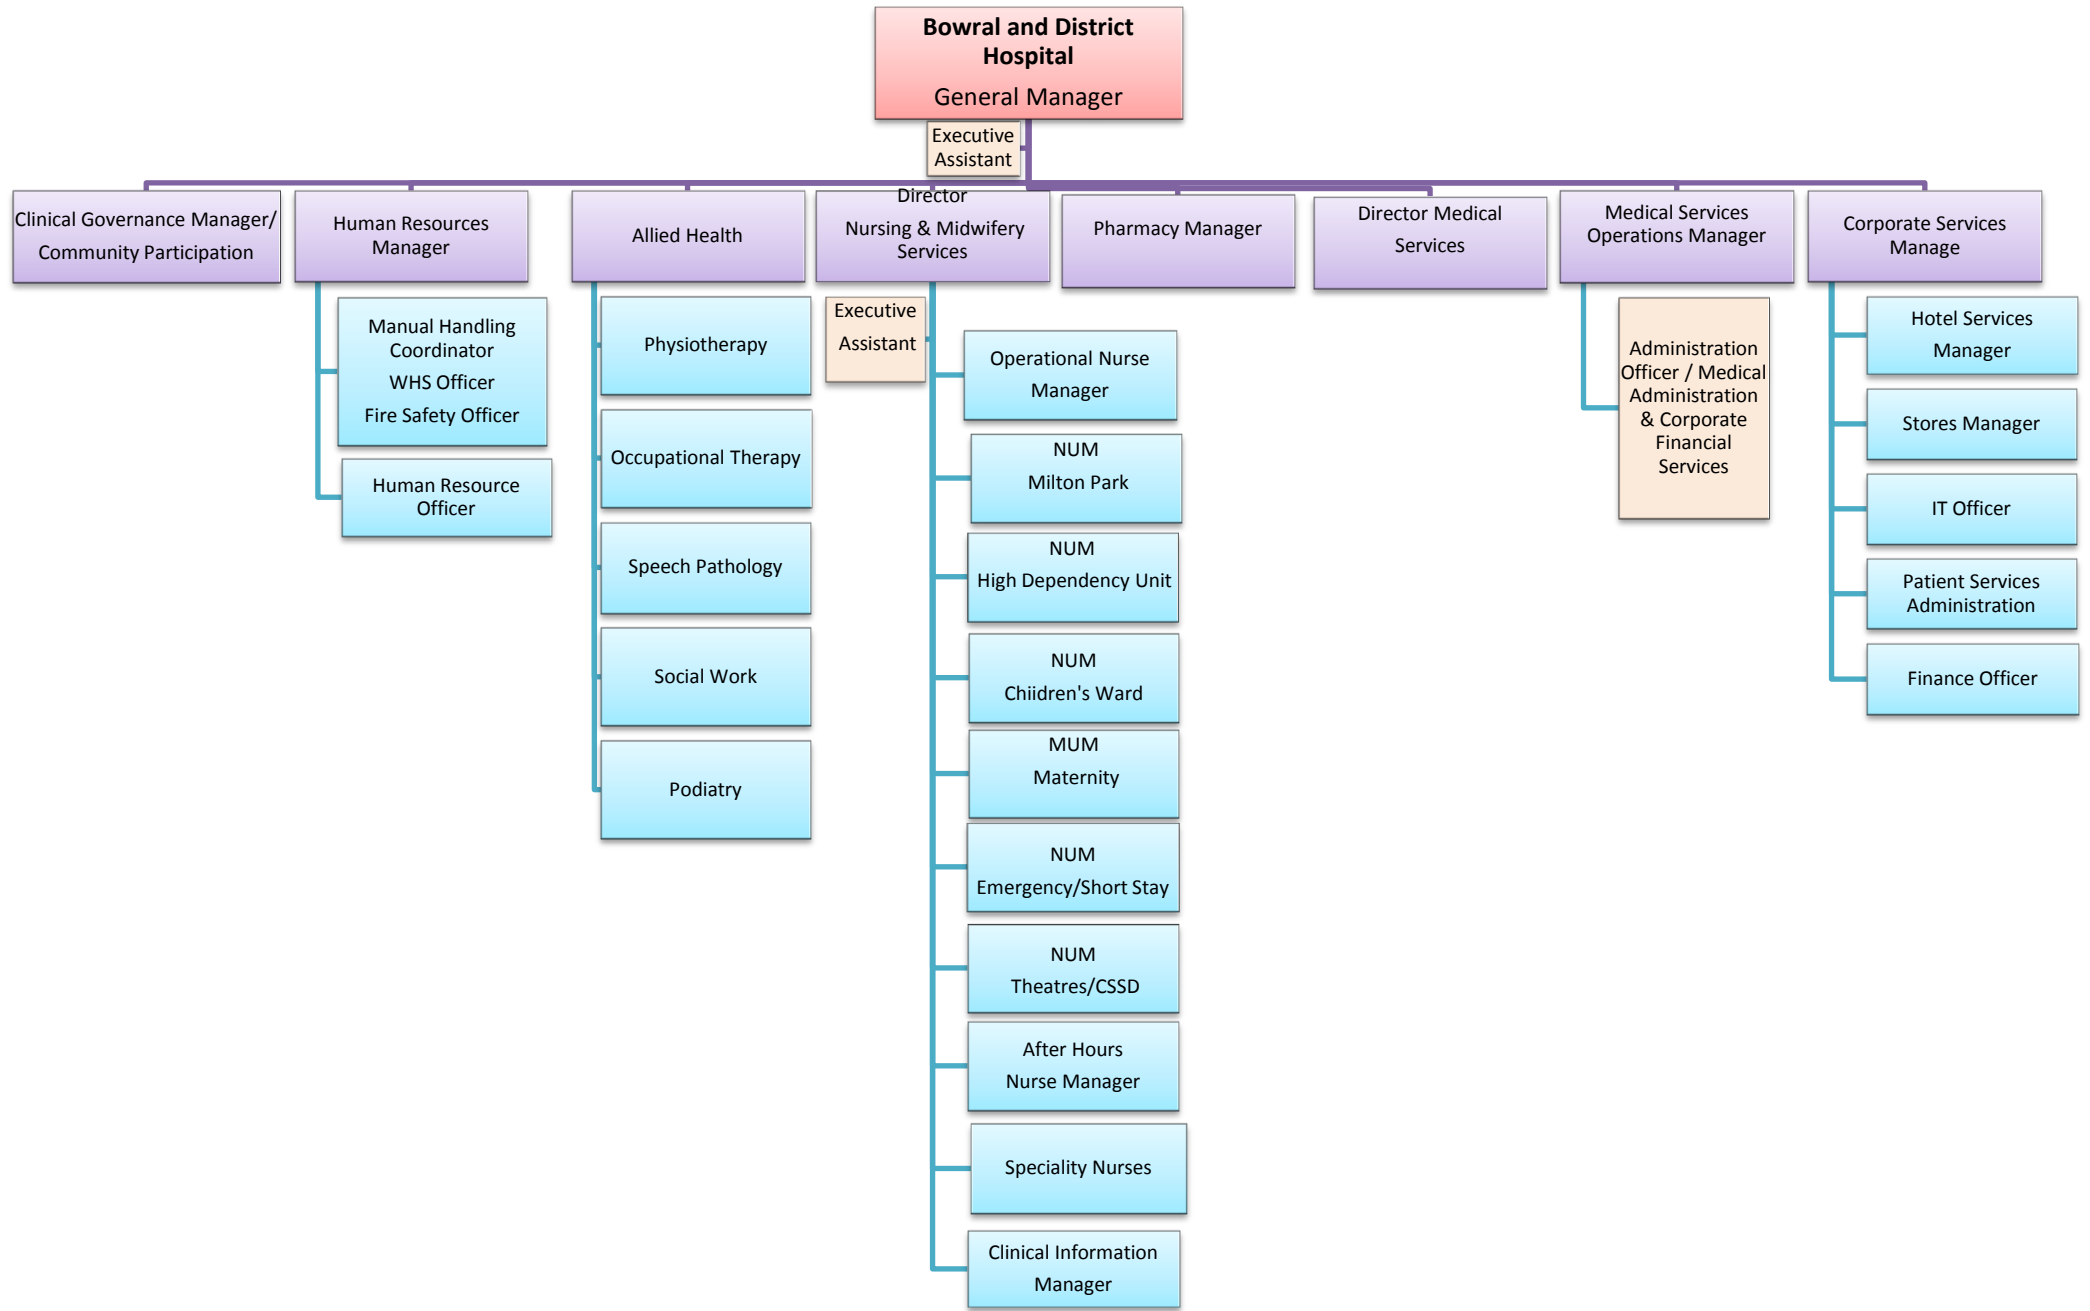 Bowral and District
Hospital
General Manager
Executive
Assistant
Clinical Governance Manager/
Community Participation
Human Resources
Manager
Allied Health
Director
Nursing & Midwifery
Services
Pharmacy Manager
Director Medical
Services
Medical Services
Operations Manager
Corporate Services
Manage
Manual Handling
Coordinator
WHS Officer
Fire Safety Officer
Human Resource
Officer
Physiotherapy
Occupational Therapy
Speech Pathology
Social Work
Podiatry
Executive
Assistant
Operational Nurse
Manager
NUM
Milton Park
NUM
High Dependency Unit
NUM
Chiidren's Ward
MUM
Maternity
NUM
Emergency/Short Stay
NUM
Theatres/CSSD
After Hours
Nurse Manager
Speciality Nurses
Clinical Information
Manager
Administration
Officer / Medical
Administration
& Corporate
Financial
Services
Hotel Services
Manager
Stores Manager
IT Officer
Patient Services
Administration
Finance Officer